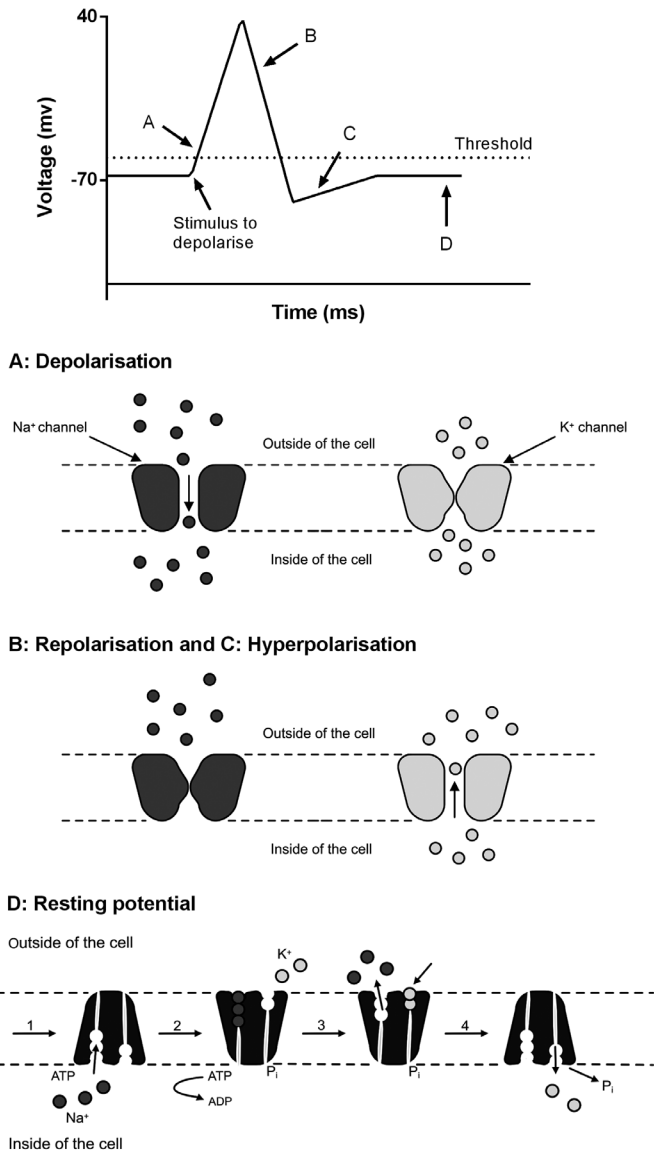 40
B
A
C
Threshold
Voltage (mv)
-70
Stimulus to
depolarise
D
Time (ms)
A: Depolarisation
Na⁺ channel
K⁺ channel
Outside of the cell
Inside of the cell
B: Repolarisation and C: Hyperpolarisation
Outside of the cell
Inside of the cell
D: Resting potential
Outside of the cell
K⁺
1
2
3
4
ATP
Na⁺
ATP
ADP
Pi
Pi
Pi
Inside of the cell